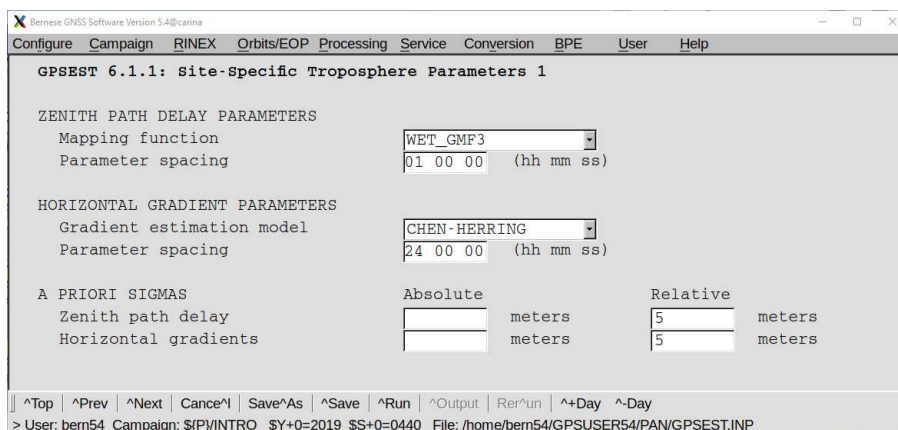 Bernese GNSS Software Version 5.4@carina
Configure Campaign RINEX Orbits/EOP Processing Service Conversion BPE User Help
GPSEST 6.1.1: Site-Specific Troposphere Parameters 1
ZENITH PATH DELAY PARAMETERS
Mapping function WET_GMF3
Parameter spacing 01 00 00 (hh mm ss)
HORIZONTAL GRADIENT PARAMETERS
Gradient estimation model CHEN-HERRING
Parameter spacing 24 00 00 (hh mm ss)
A PRIORI SIGMAS Absolute Relative
Zenith path delay meters 5 meters
Horizontal gradients meters 5 meters
^Top | ^Prev | ^Next | Cance^l | Save^As | ^Save | ^Run | ^Output | Rer^un | ^+Day ^-Day
> User: bern54 Campaign: ${P}/INTRO $Y+0=2019 $S+0=0440 File: /home/bern54/GPSUSER54/PAN/GPSEST.INP